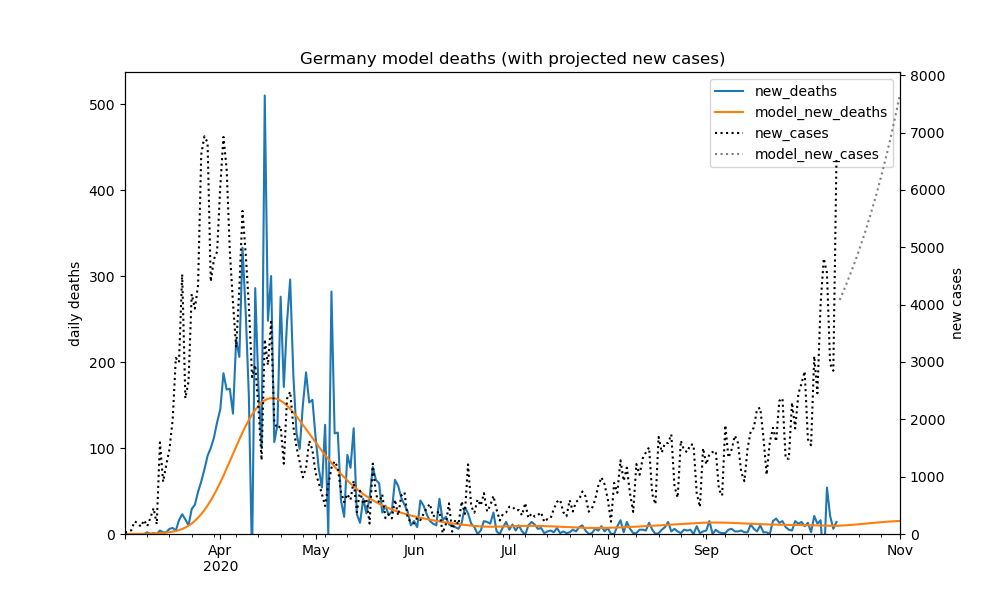 Germany model deaths (with projected new cases)
new_deaths
model_new_deaths
new_cases
model_new_cases
daily deaths
new cases
500
400
300
200
100
0
8000
7000
6000
5000
4000
3000
2000
1000
0
Apr
2020
May
Jun
Jul
Aug
Sep
Oct
Nov